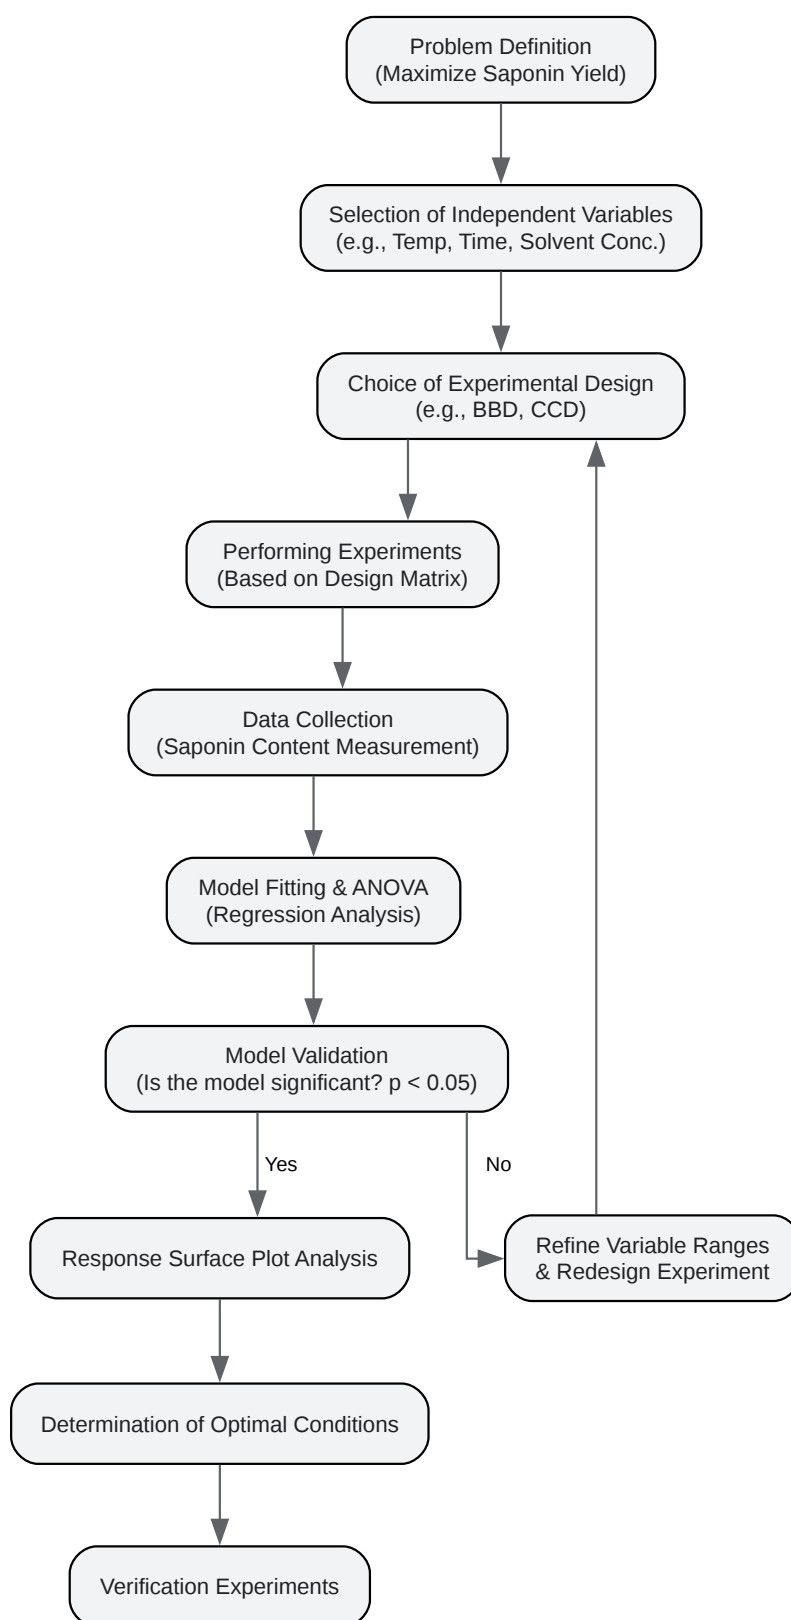 Problem Definition
(Maximize Saponin Yield)
Selection of Independent Variables
(e.g., Temp, Time, Solvent Conc.)
Choice of Experimental Design
(e.g., BBD, CCD)
Performing Experiments
(Based on Design Matrix)
Data Collection
(Saponin Content Measurement)
Model Fitting & ANOVA
(Regression Analysis)
Model Validation
(Is the model significant? p < 0.05)
Yes
No
Response Surface Plot Analysis
Refine Variable Ranges
& Redesign Experiment
Determination of Optimal Conditions
Verification Experiments